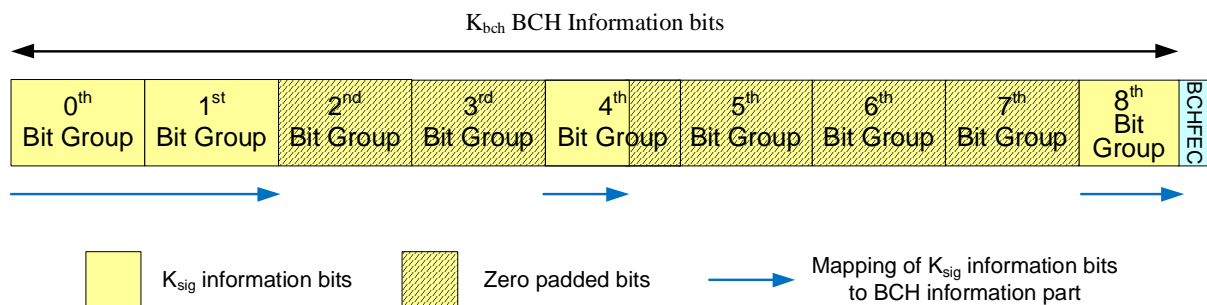 K_bch BCH Information bits
0th
Bit Group
1st
Bit Group
2nd
Bit Group
3rd
Bit Group
4th
Bit Group
5th
Bit Group
6th
Bit Group
7th
Bit Group
8th
Bit
Group
BCHFEC
K_sig information bits
Zero padded bits
Mapping of K_sig information bits
to BCH information part